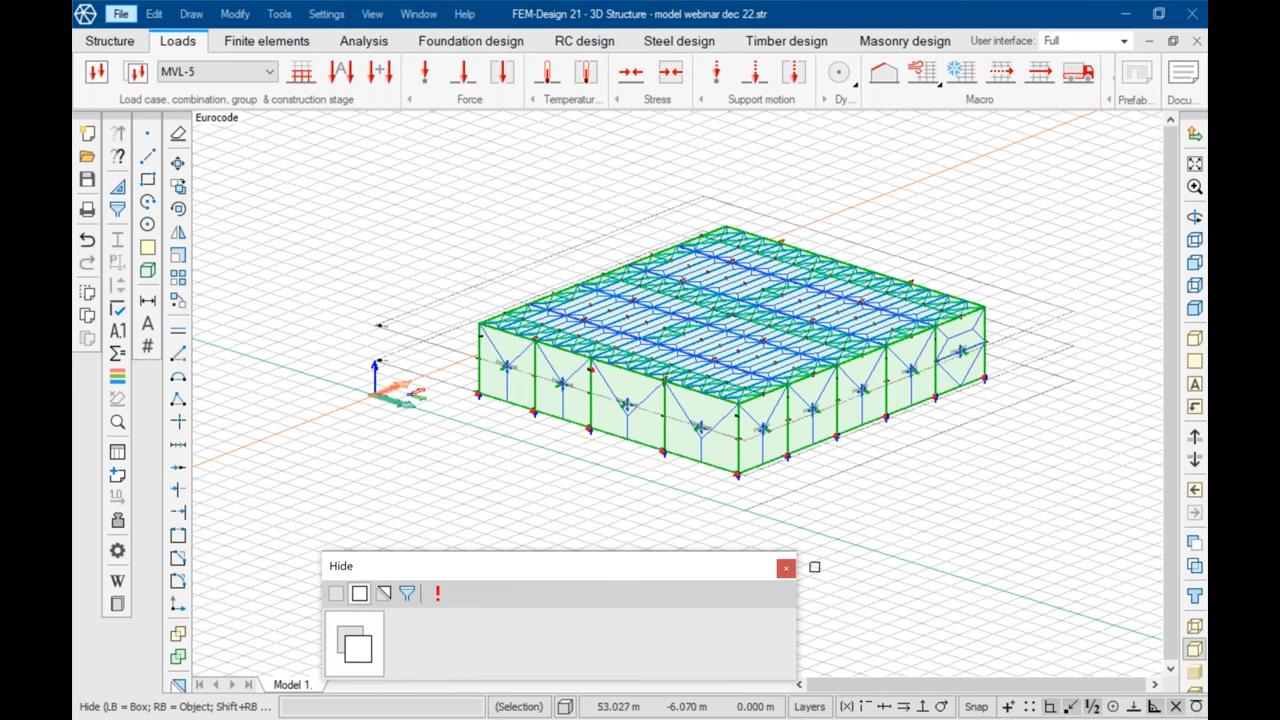 File Edit Draw Modify Tools Settings View Window Help FEM-Design 21 - 3D Structure - model webinar dec 22.str
Structure Loads Finite elements Analysis Foundation design RC design Steel design Timber design Masonry design User interface: Full
MVL-5
Load case, combination, group & construction stage Force Temperatur... Stress Support motion Dy... Macro Prefab... Docu...
Eurocode
Hide
Model 1.
Hide (LB = Box; RB = Object; Shift+RB ... (Selection) 53.027 m -6.070 m 0.000 m Layers Snap